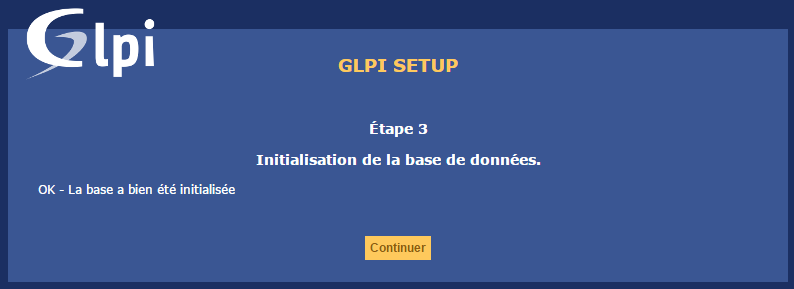 Glpi
GLPI SETUP
Étape 3
Initialisation de la base de données.
OK - La base a bien été initialisée
Continuer